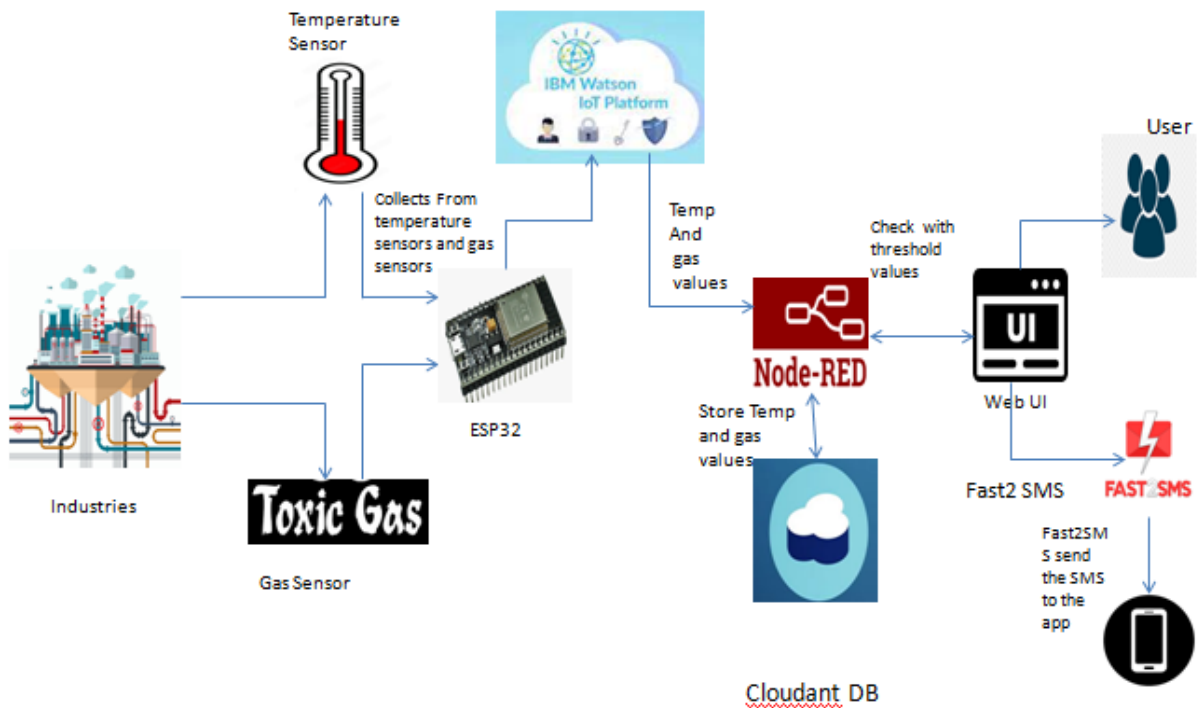 Temperature
Sensor
IBM Watson
IoT Platform
User
Collects From
temperature
sensors and gas
sensors
Temp
And
gas
values
Check with
threshold
values
UI
Node-RED
Web UI
ESP32
Store Temp
and gas
values
Industries
Toxic Gas
Gas Sensor
Fast2 SMS
FAST2SMS
Fast2SM
S send
the SMS
to the
app
Cloudant DB